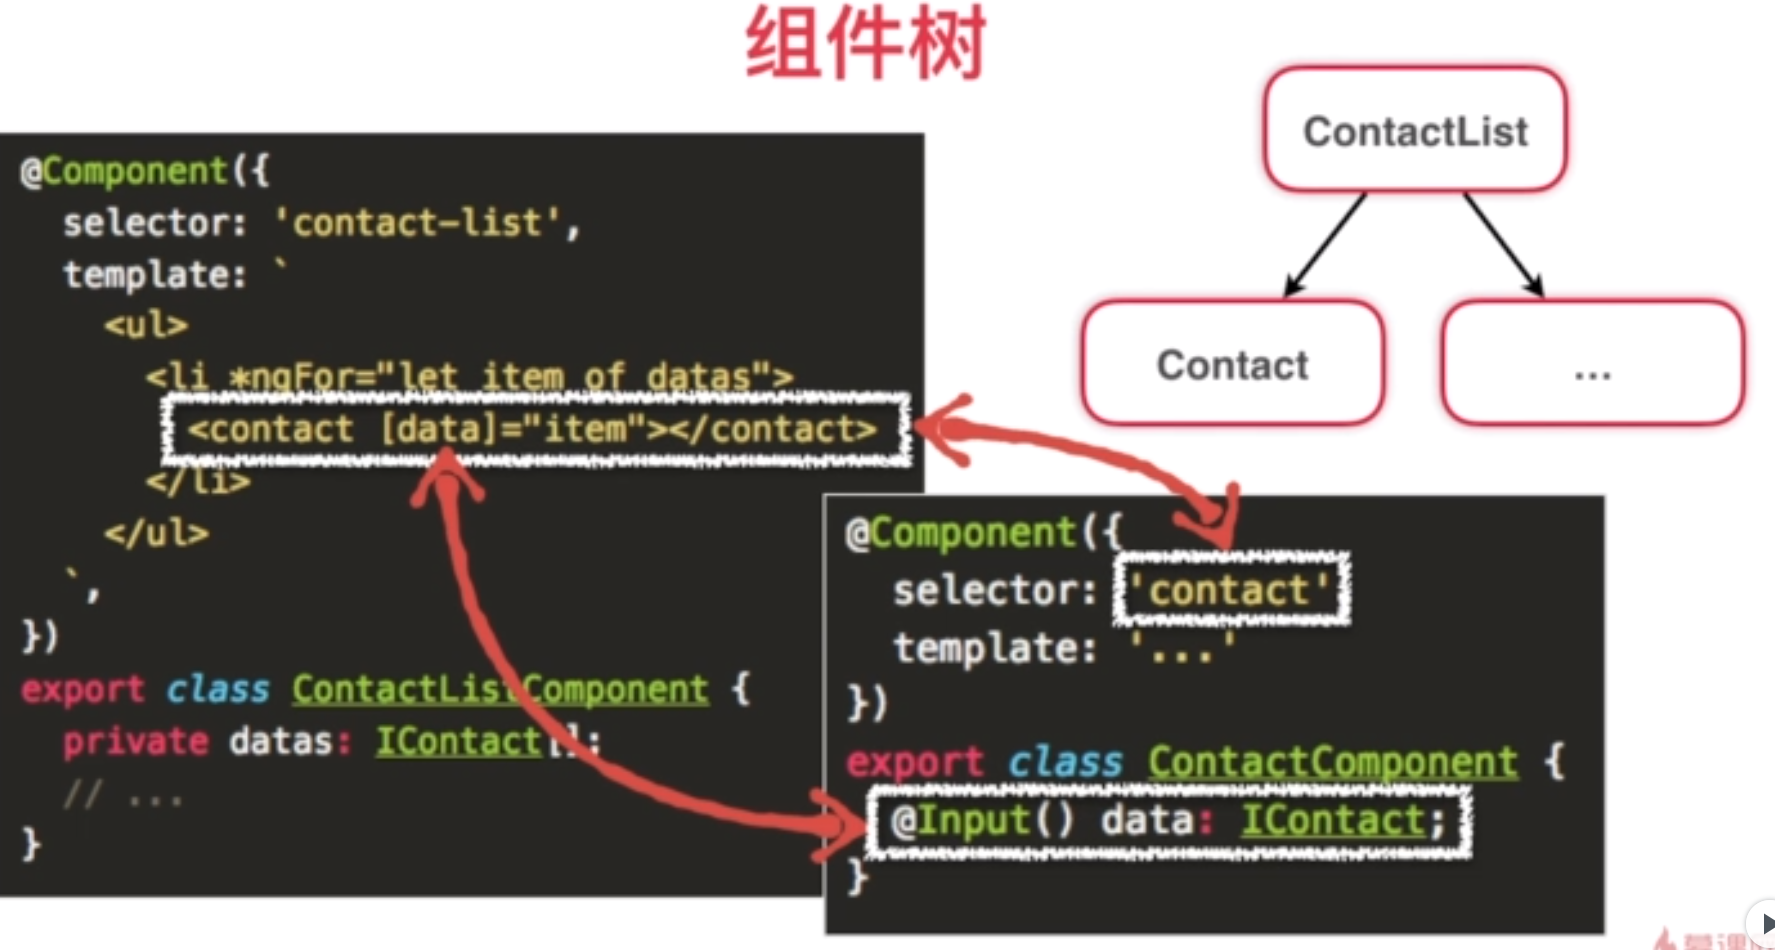 组件树
@Component({
  selector: 'contact-list',
  template: `
    <ul>
      <li *ngFor="let item of datas">
        <contact [data]="item"></contact>
      </li>
    </ul>
  `,
})
export class ContactListComponent {
  private datas: IContact[];
  // ...
}
ContactList
Contact
...
@Component({
  selector: 'contact'
  template: '...'
})
export class ContactComponent {
  @Input() data: IContact;
}